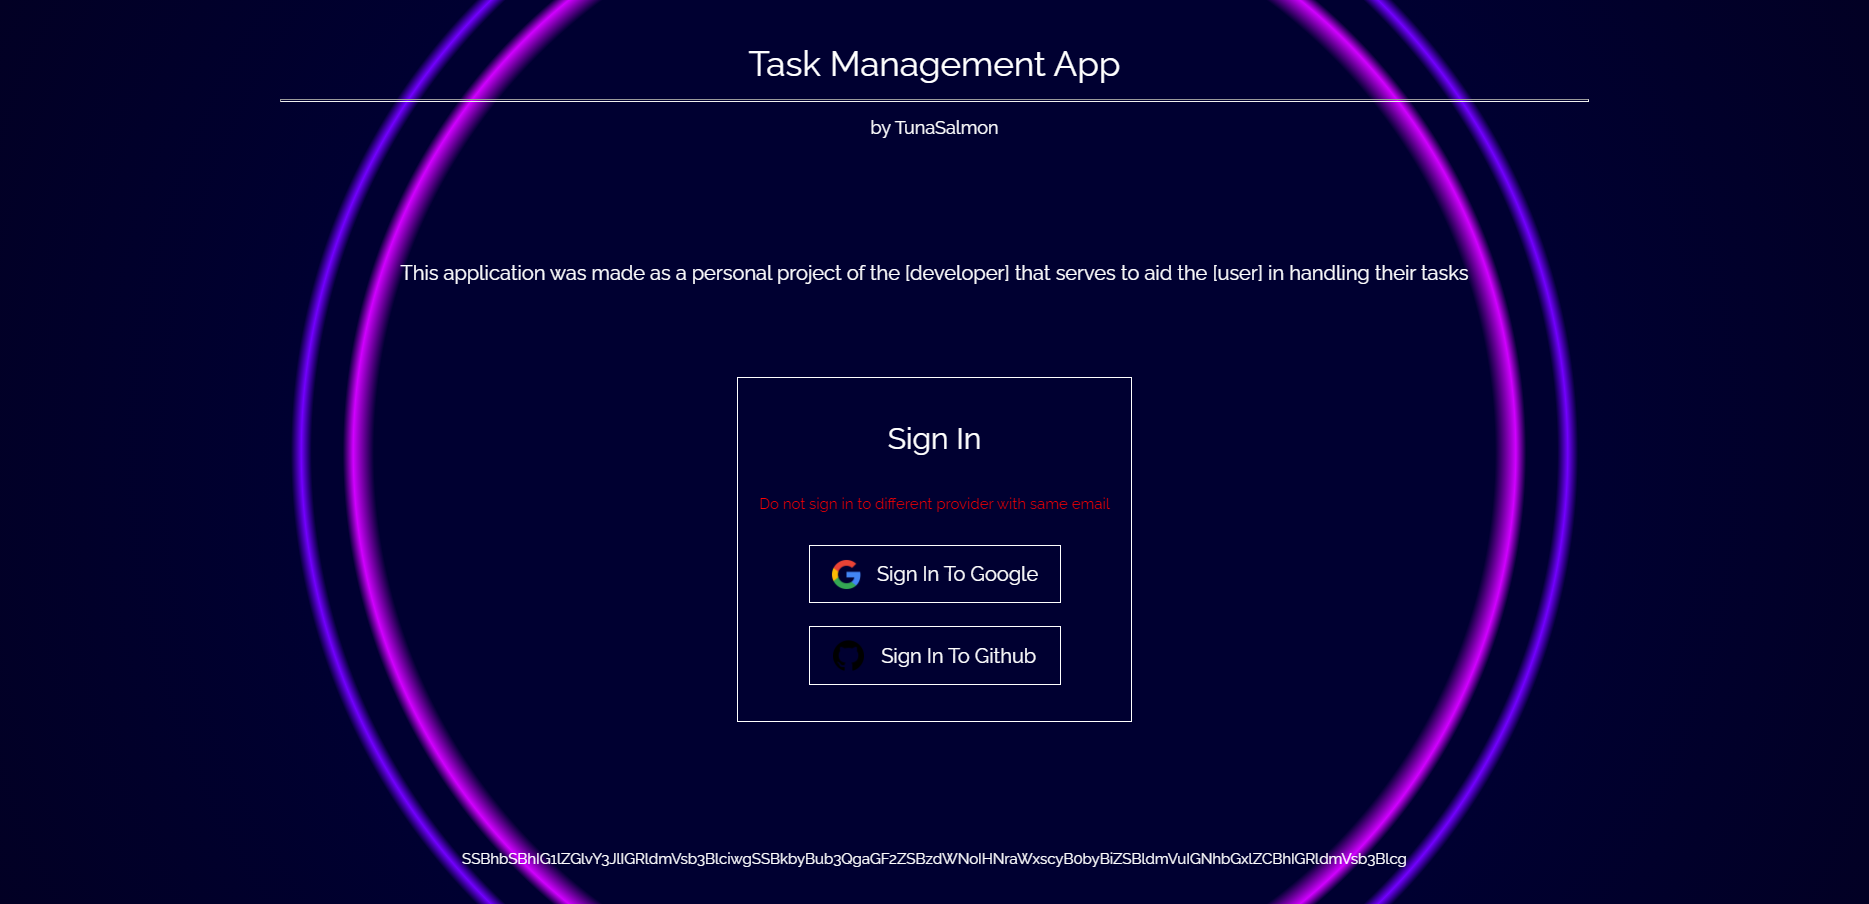 Task Management App
by TunaSalmon
This application was made as a personal project of the [developer] that serves to aid the [user] in handling their tasks
Sign In
Do not sign in to different provider with same email
Sign In To Google
Sign In To Github
SSBhbSBhIG1lZGlvY3JlIGRldmVsb3BlciwgSSBkbyBub3QgaGF2ZSBzdWNoIHNraWxscyB0byBiZSBldmVuIGNhbGxlZCBhIGRldmVsb3Blcg